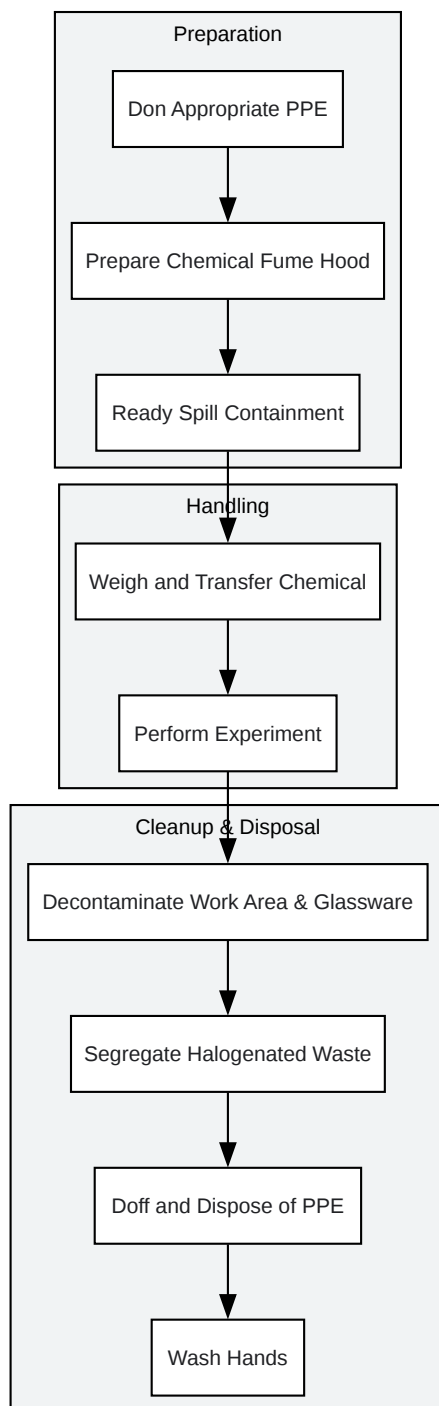 Preparation
Don Appropriate PPE
Prepare Chemical Fume Hood
Ready Spill Containment
Handling
Weigh and Transfer Chemical
Perform Experiment
Cleanup & Disposal
Decontaminate Work Area & Glassware
Segregate Halogenated Waste
Doff and Dispose of PPE
Wash Hands